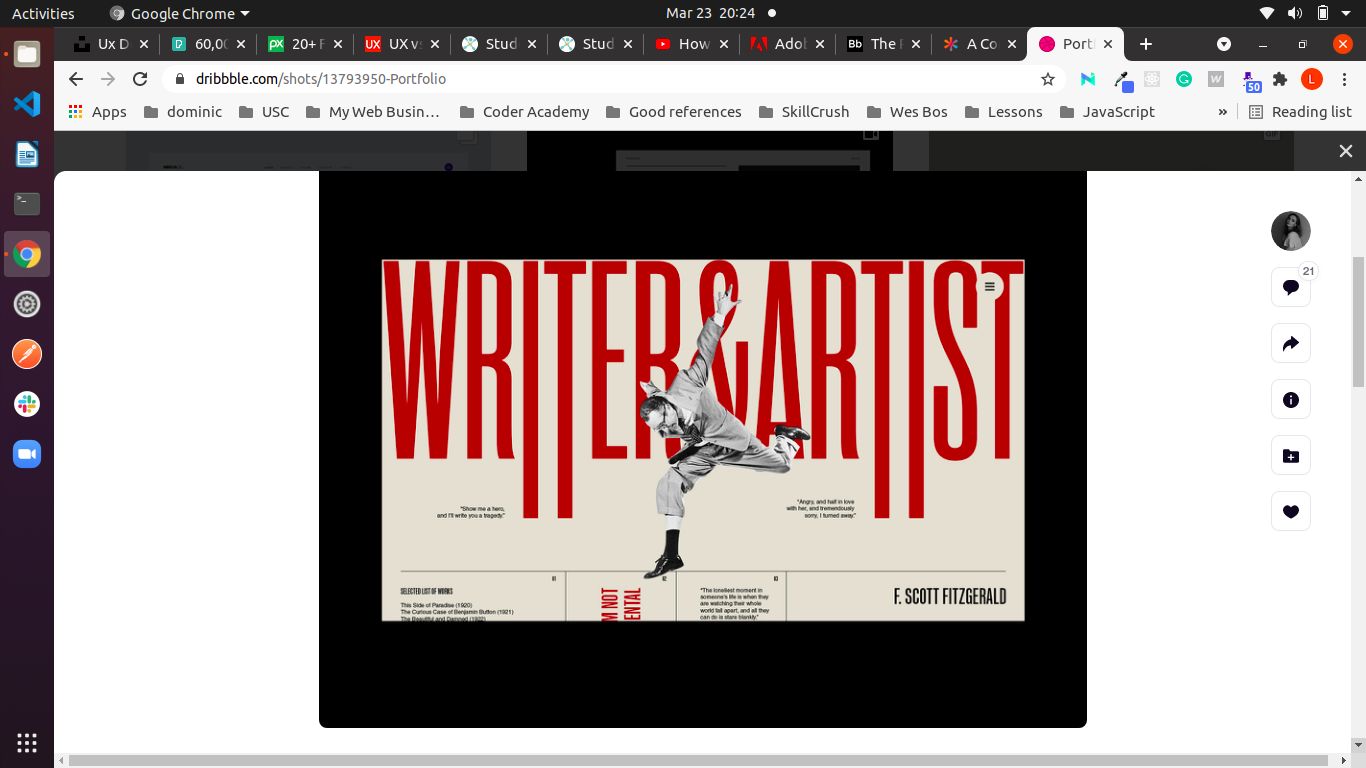 Activities
Google Chrome
Mar 23 20:24
Ux D
60,00
20+ F
UX vs
Stud
Stud
How
Adob
Bb
The F
A Co
Portf
dribbble.com/shots/13793950-Portfolio
50
L
Apps
dominic
USC
My Web Busin…
Coder Academy
Good references
SkillCrush
Wes Bos
Lessons
JavaScript
»
Reading list
21
WRITER&ARTIST
"Show me a hero,
and I'll write you a tragedy."
"Angry, and half in love
with her, and tremendously
sorry, I turned away."
01
02
03
SELECTED LIST OF WORKS
This Side of Paradise (1920)
The Curious Case of Benjamin Button (1921)
The Beautiful and Damned (1922)
M NOT
ENTAL
"The loneliest moment in
someone's life is when they
are watching their whole
world fall apart, and all they
can do is stare blankly."
F. SCOTT FITZGERALD